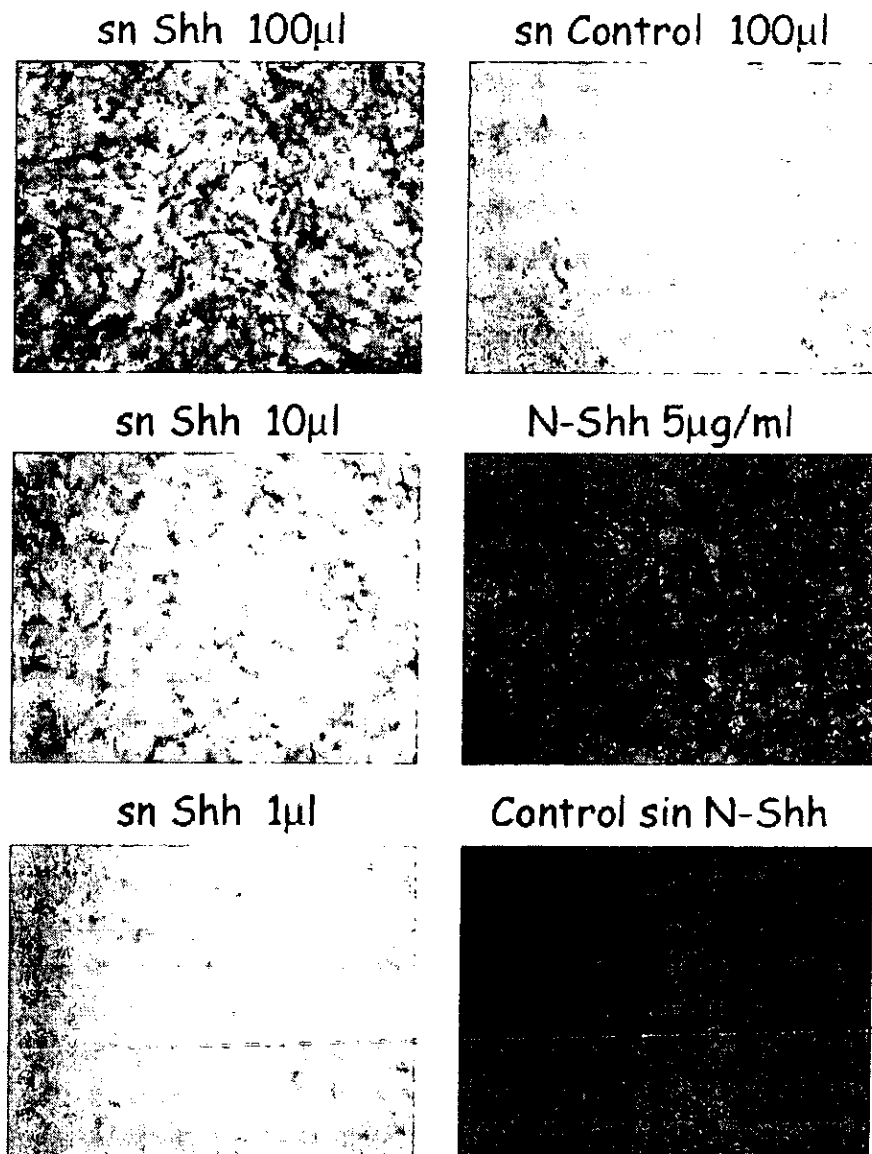 sn Shh 100µl
sn Control 100µl
sn Shh 10µl
N-Shh 5µg/ml
sn Shh 1µl
Control sin N-Shh